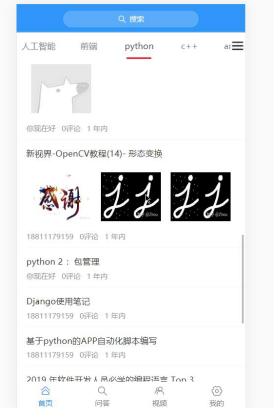 搜索
人工智能 前端 python c++ an
你现在好 0评论 1 年内
新视界-OpenCV教程(14)- 形态变换
感谢
j j j j
18811179159 0评论 1 年内
python 2 ：包管理
你现在好 0评论 1 年内
Django使用笔记
18811179159 0评论 1 年内
基于python的APP自动化脚本编写
18811179159 0评论 1 年内
2019 年软件开发人员必学的编程语言 Top 3
首页 问答 视频 我的